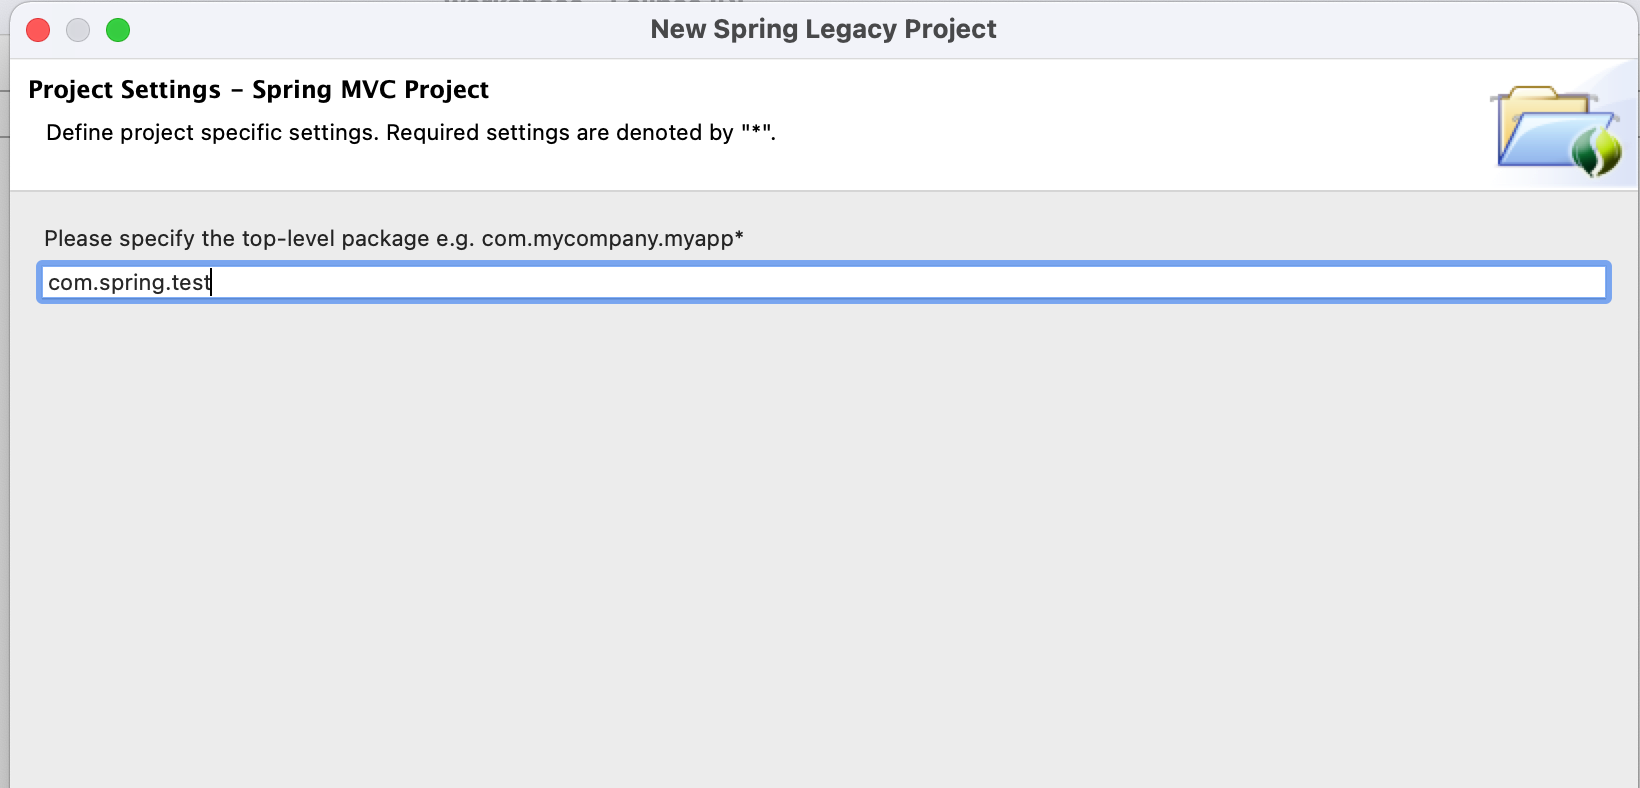 New Spring Legacy Project
Project Settings – Spring MVC Project
Define project specific settings. Required settings are denoted by "*".
Please specify the top-level package e.g. com.mycompany.myapp*
com.spring.test